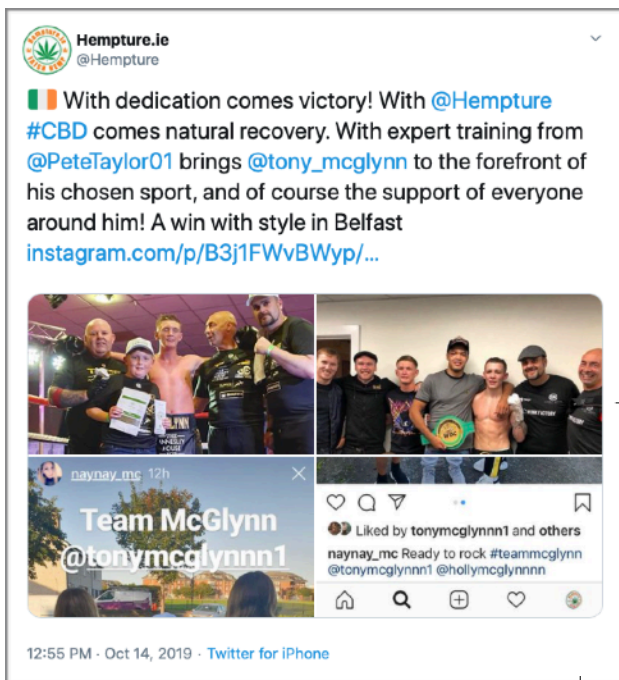 Hempture.ie
@Hempture
With dedication comes victory! With @Hempture
#CBD comes natural recovery. With expert training from
@PeteTaylor01 brings @tony_mcglynn to the forefront of
his chosen sport, and of course the support of everyone
around him! A win with style in Belfast
instagram.com/p/B3j1FWvBWyp/...
naynay_mc 12h
Team McGlynn
@tonymcglynnn1
Liked by tonymcglynnn1 and others
naynay_mc Ready to rock #teammcglynn
@tonymcglynnn1 @hollymcglynnnn
12:55 PM · Oct 14, 2019 · Twitter for iPhone